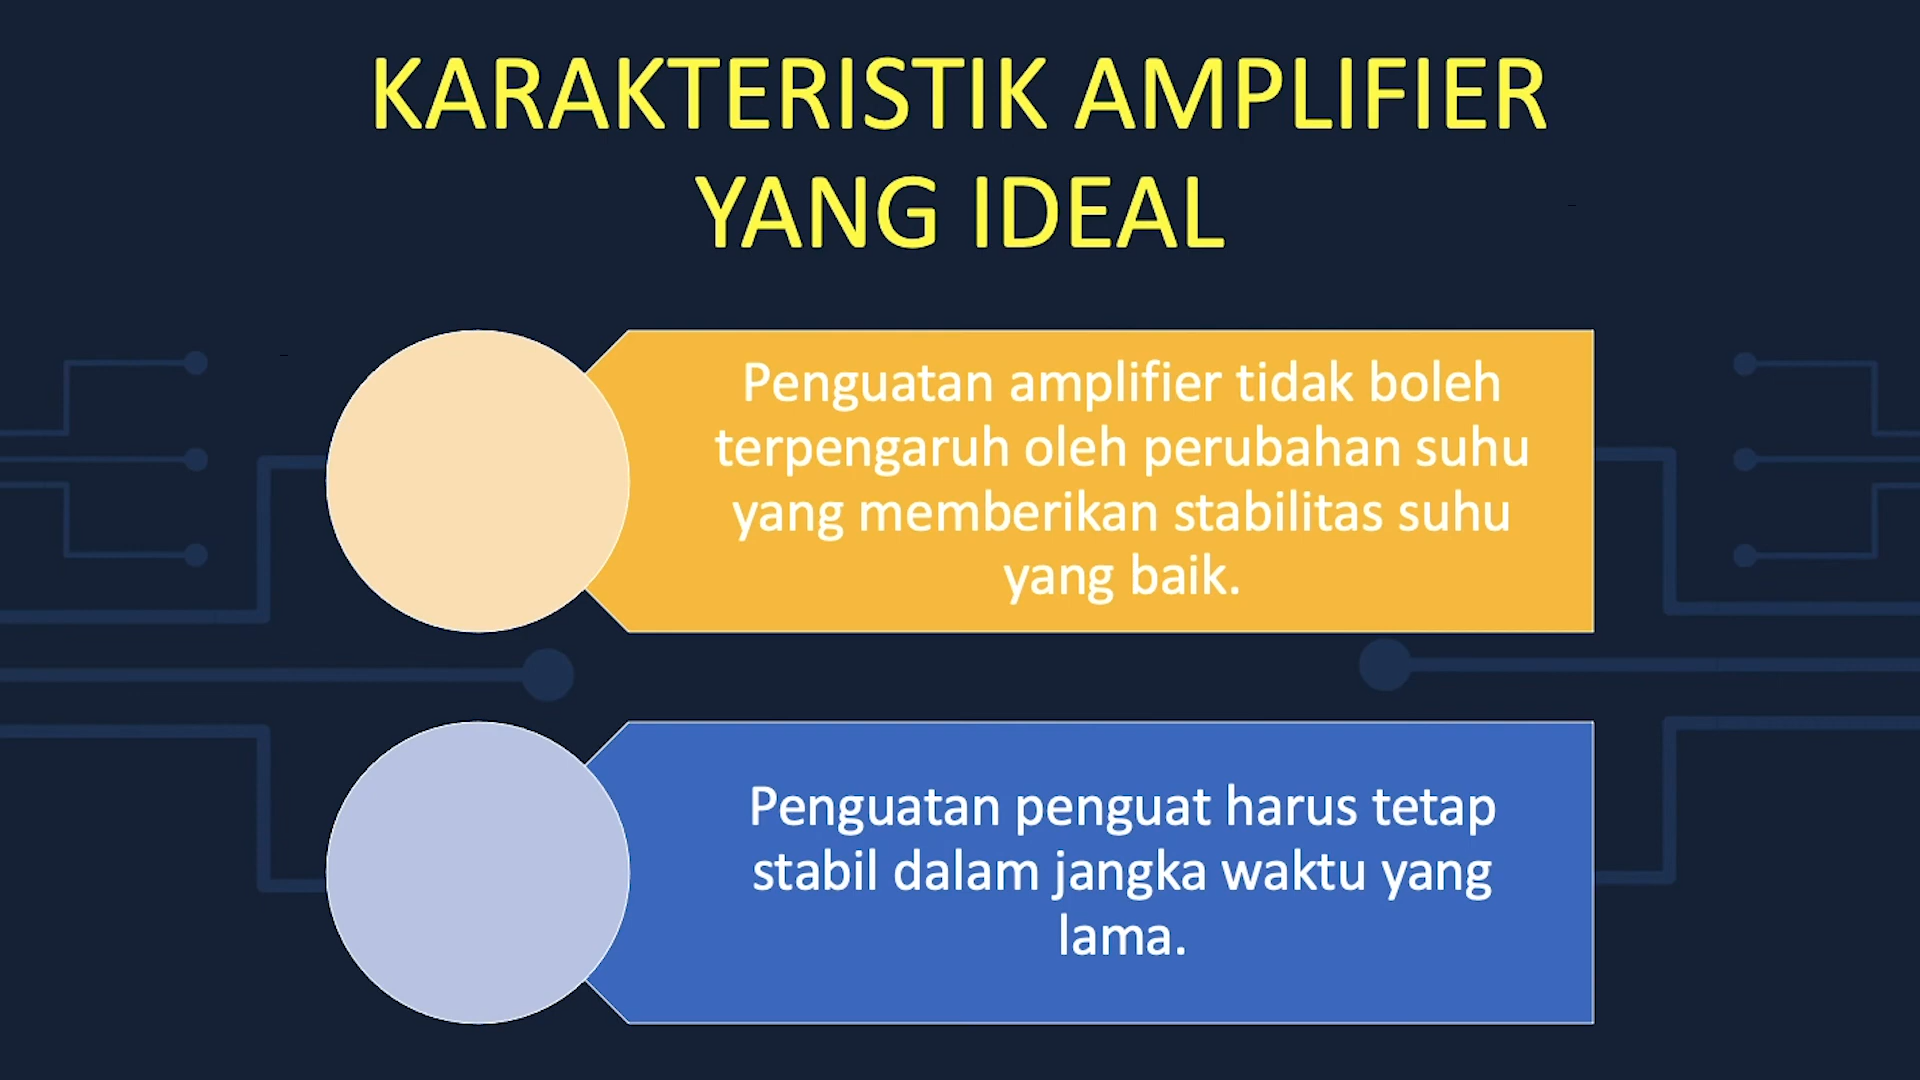 KARAKTERISTIK AMPLIFIER
YANG IDEAL
Penguatan amplifier tidak boleh
terpengaruh oleh perubahan suhu
yang memberikan stabilitas suhu
yang baik.
Penguatan penguat harus tetap
stabil dalam jangka waktu yang
lama.